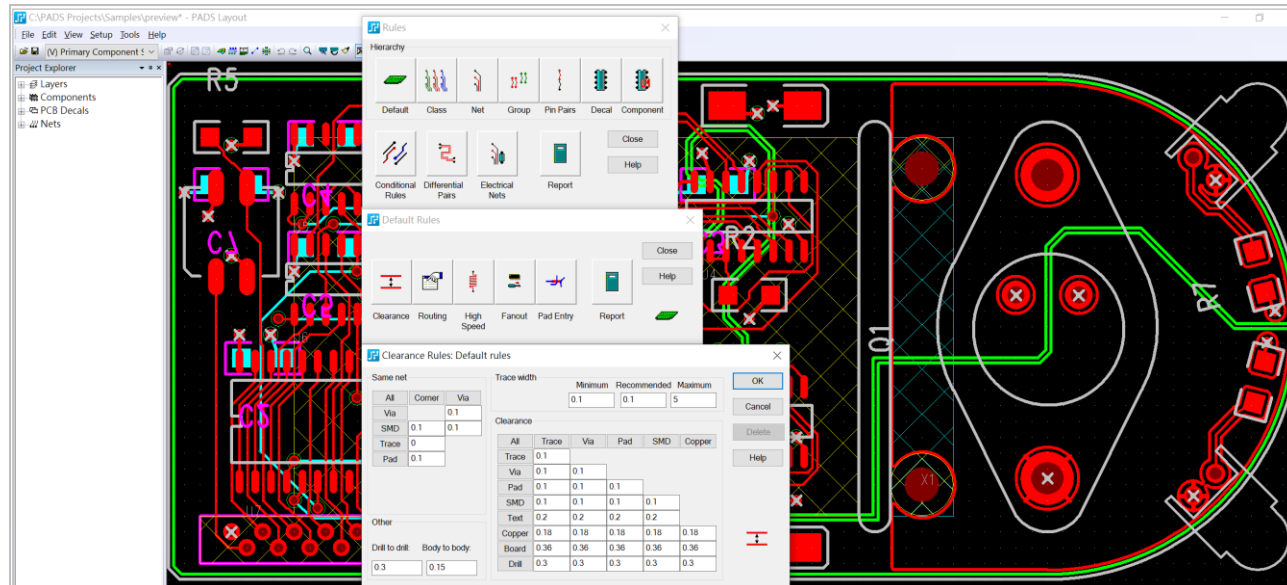 C:\PADS Projects\Samples\preview* - PADS Layout
File Edit View Setup Tools Help
(V) Primary Component S
Project Explorer
Layers
Components
PCB Decals
Nets
Rules
Hierarchy
Default Class Net Group Pin Pairs Decal Component
Close
Help
Conditional Rules Differential Pairs Electrical Nets Report
Default Rules
Close
Help
Clearance Routing High Speed Fanout Pad Entry Report
Clearance Rules: Default rules
Same net
All Corner Via
Via 0.1
SMD 0.1 0.1
Trace 0
Pad 0.1
Other
Drill to drill: Body to body:
0.3 0.15
Trace width
Minimum Recommended Maximum
0.1 0.1 5
Clearance
All Trace Via Pad SMD Copper
Trace 0.1
Via 0.1 0.1
Pad 0.1 0.1 0.1
SMD 0.1 0.1 0.1 0.1
Text 0.2 0.2 0.2 0.2
Copper 0.18 0.18 0.18 0.18 0.18
Board 0.36 0.36 0.36 0.36 0.36
Drill 0.3 0.3 0.3 0.3 0.3
OK
Cancel
Delete
Help
R5
R2
Q1
R1
X1